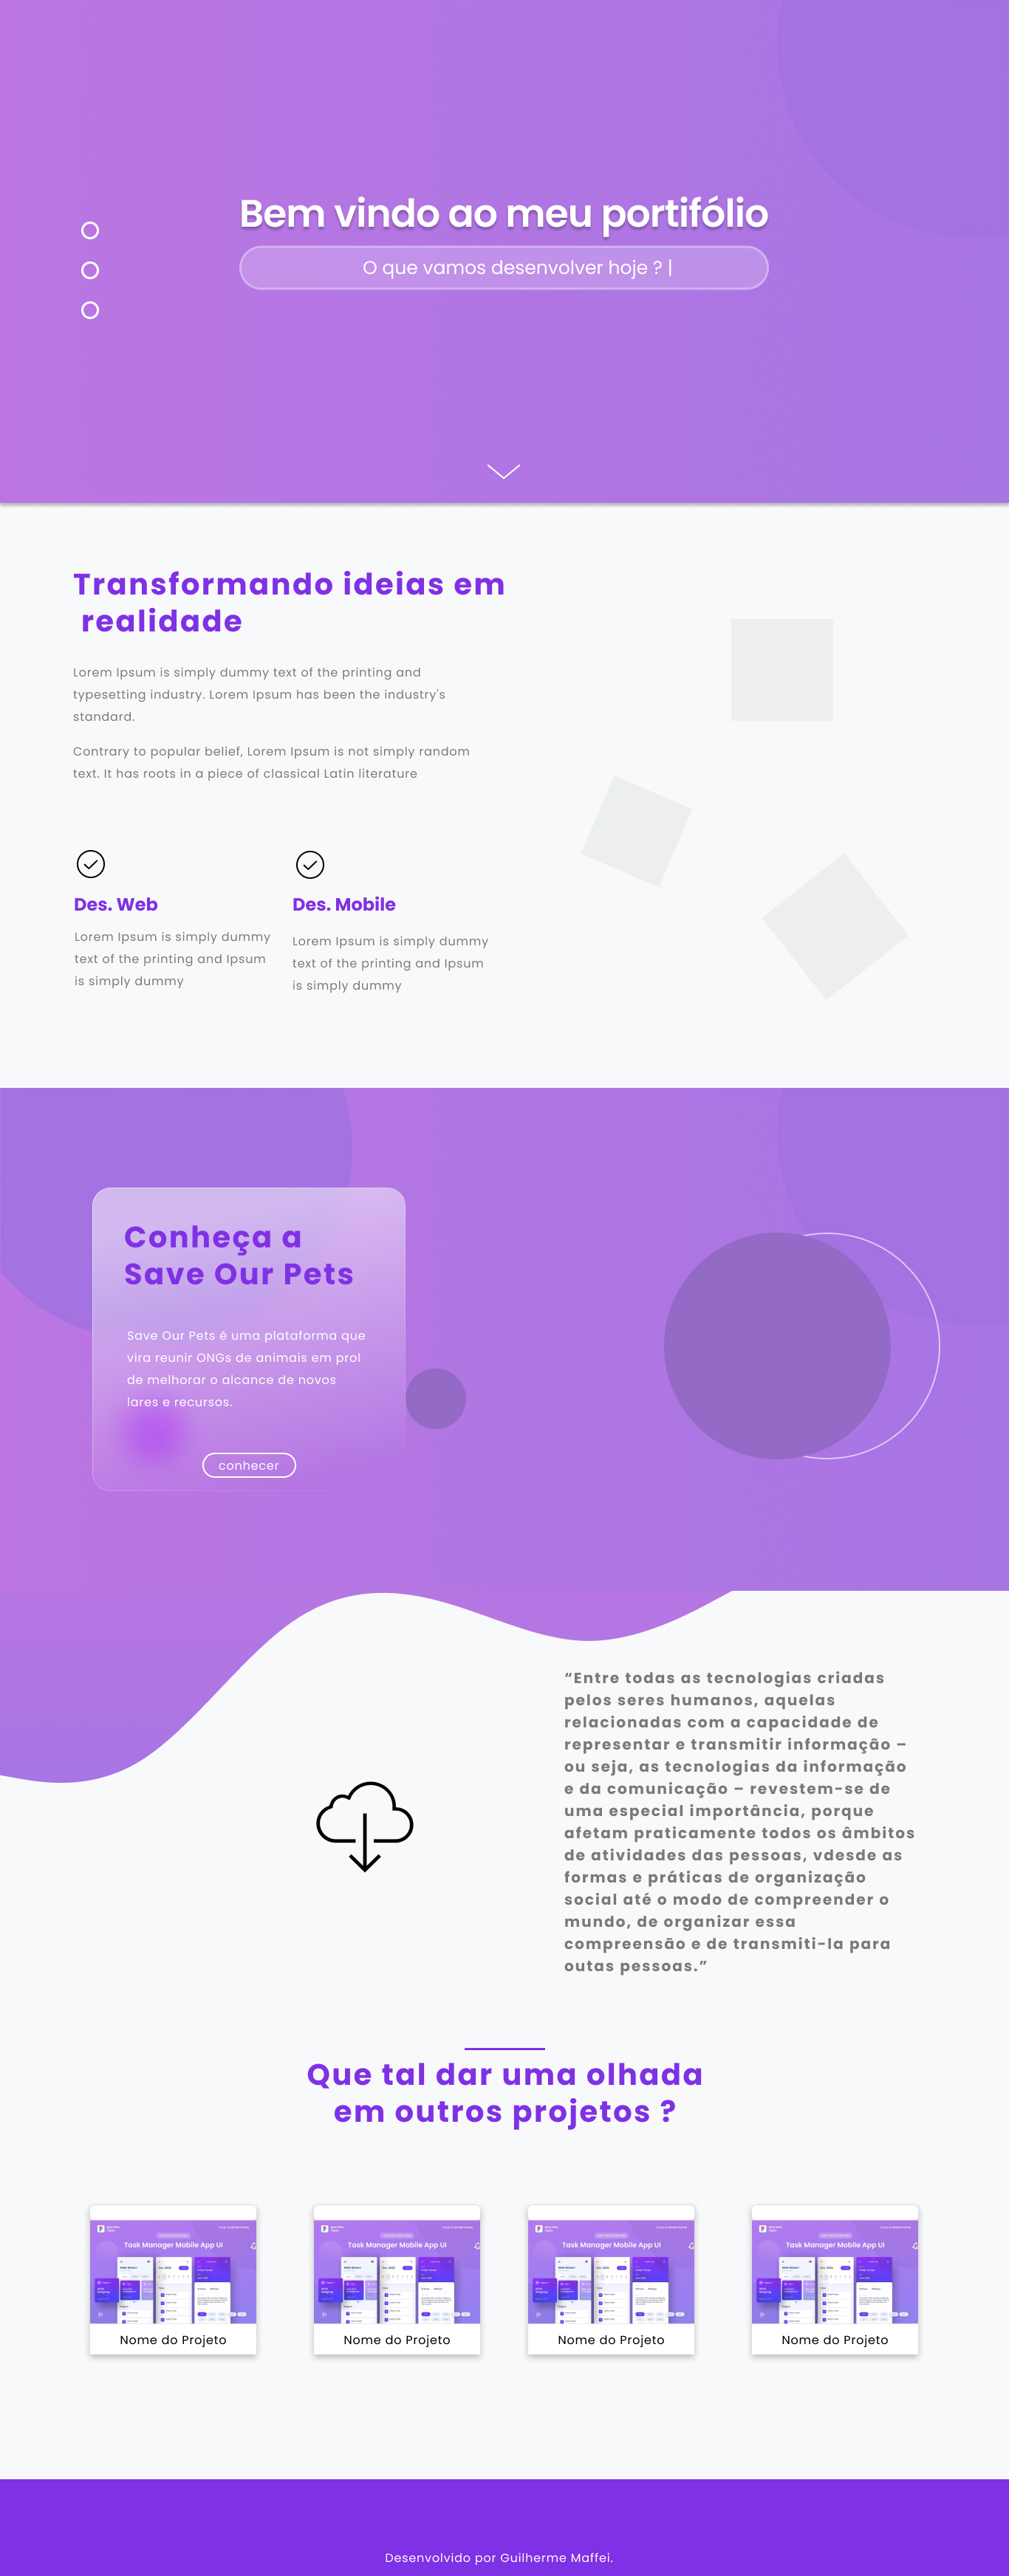 Bem vindo ao meu portifólio
O que vamos desenvolver hoje ? |
Transformando ideias em
realidade
Lorem Ipsum is simply dummy text of the printing and
typesetting industry. Lorem Ipsum has been the industry's
standard.
Contrary to popular belief, Lorem Ipsum is not simply random
text. It has roots in a piece of classical Latin literature
Des. Web
Lorem Ipsum is simply dummy
text of the printing and Ipsum
is simply dummy
Des. Mobile
Lorem Ipsum is simply dummy
text of the printing and Ipsum
is simply dummy
Conheça a
Save Our Pets
Save Our Pets é uma plataforma que
vira reunir ONGs de animais em prol
de melhorar o alcance de novos
lares e recursos.
conhecer
“Entre todas as tecnologias criadas
pelos seres humanos, aquelas
relacionadas com a capacidade de
representar e transmitir informação –
ou seja, as tecnologias da informação
e da comunicação – revestem-se de
uma especial importância, porque
afetam praticamente todos os âmbitos
de atividades das pessoas, vdesde as
formas e práticas de organização
social até o modo de compreender o
mundo, de organizar essa
compreensão e de transmiti-la para
outas pessoas.”
Que tal dar uma olhada
em outros projetos ?
Task Manager Mobile App UI
Nome do Projeto
Task Manager Mobile App UI
Nome do Projeto
Task Manager Mobile App UI
Nome do Projeto
Task Manager Mobile App UI
Nome do Projeto
Desenvolvido por Guilherme Maffei.